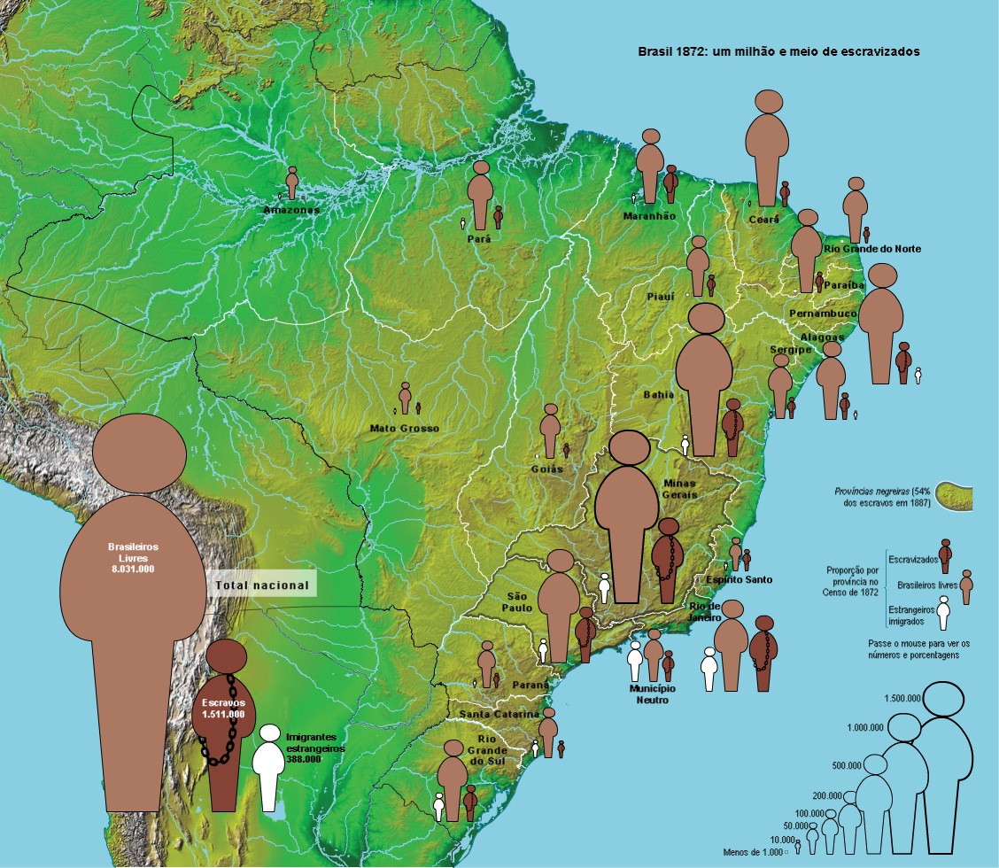 Brasil 1872: um milhão e meio de escravizados
Amazonas
Pará
Maranhão
Ceará
Rio Grande do Norte
Piauí
Paraíba
Pernambuco
Alagoas
Sergipe
Bahia
Mato Grosso
Goiás
Minas
Gerais
Províncias negreiras (54%
dos escravos em 1887)
Brasileiros
Livres
8.031.000
Total nacional
Espírito Santo
São
Paulo
Rio de
Janeiro
Proporção por
província no
Censo de 1872
Escravizados
Brasileiros livres
Estrangeiros
imigrados
Passe o mouse para ver os
números e porcentagens
Município
Neutro
Paraná
Santa Catarina
Rio
Grande
do Sul
Escravos
1.511.000
Imigrantes
estrangeiros
388.000
1.500.000
1.000.000
500.000
200.000
100.000
50.000
10.000
Menos de 1.000